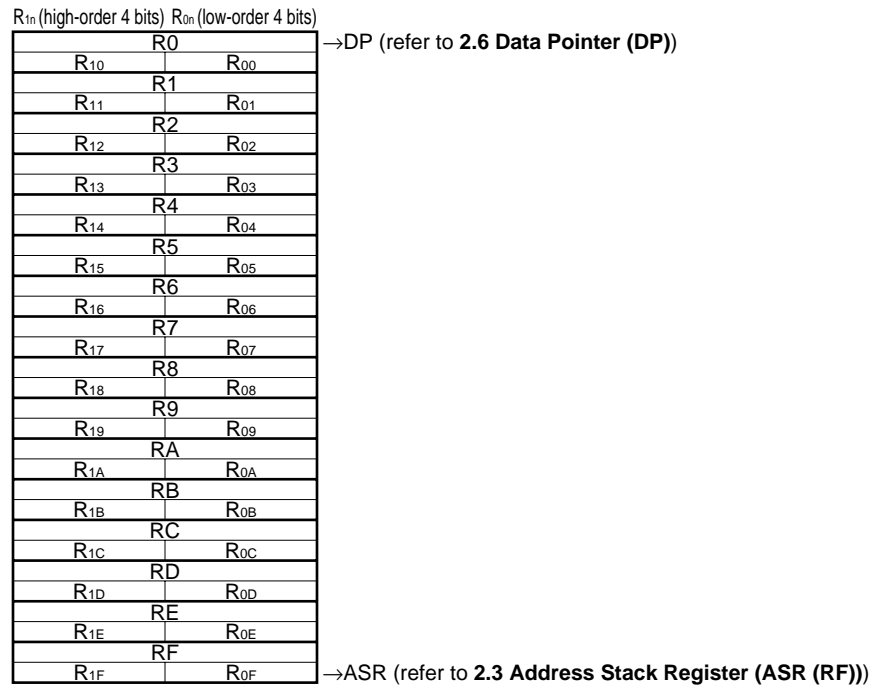 R1n (high-order 4 bits) R0n (low-order 4 bits)
R0 →DP (refer to 2.6 Data Pointer (DP))
R10 R00
R1
R11 R01
R2
R12 R02
R3
R13 R03
R4
R14 R04
R5
R15 R05
R6
R16 R06
R7
R17 R07
R8
R18 R08
R9
R19 R09
RA
R1A R0A
RB
R1B R0B
RC
R1C R0C
RD
R1D R0D
RE
R1E R0E
RF
R1F R0F →ASR (refer to 2.3 Address Stack Register (ASR (RF)))